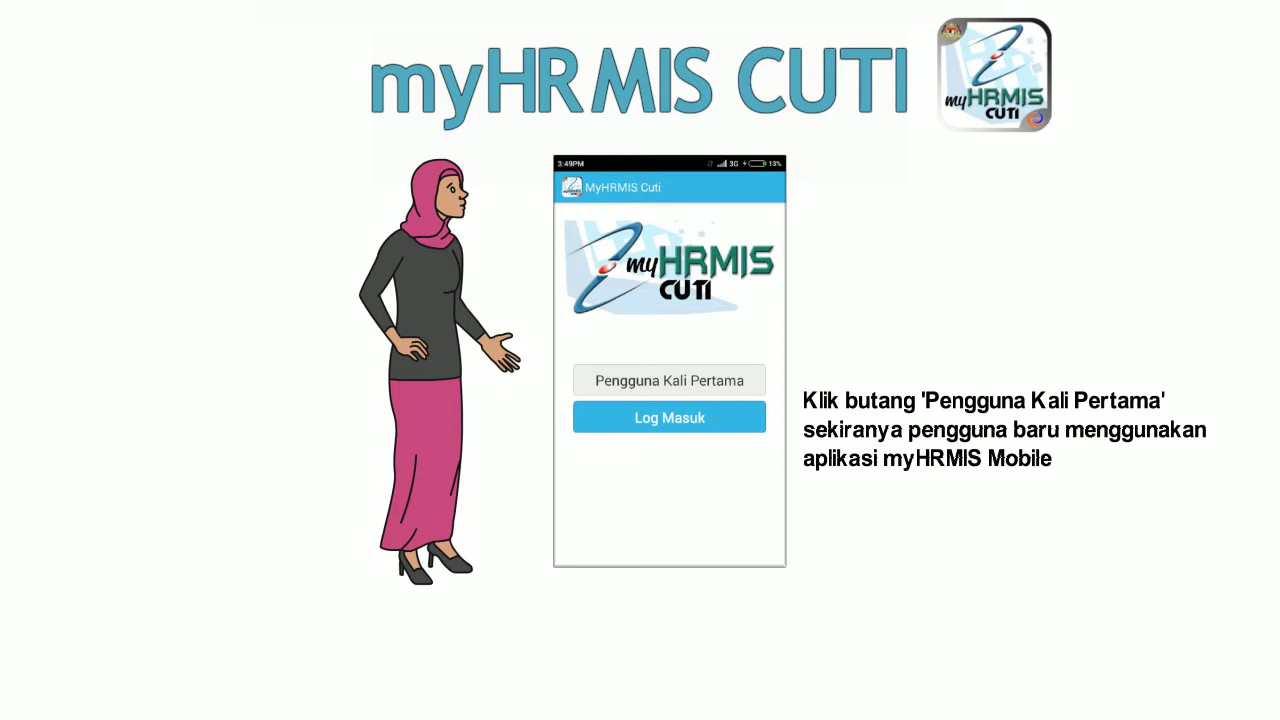 myHRMIS CUTI
myHRMIS
CUTI
3:49PM
3G
13%
MyHRMIS Cuti
myHRMIS
CUTI
Pengguna Kali Pertama
Log Masuk
Klik butang 'Pengguna Kali Pertama'
sekiranya pengguna baru menggunakan
aplikasi myHRMIS Mobile